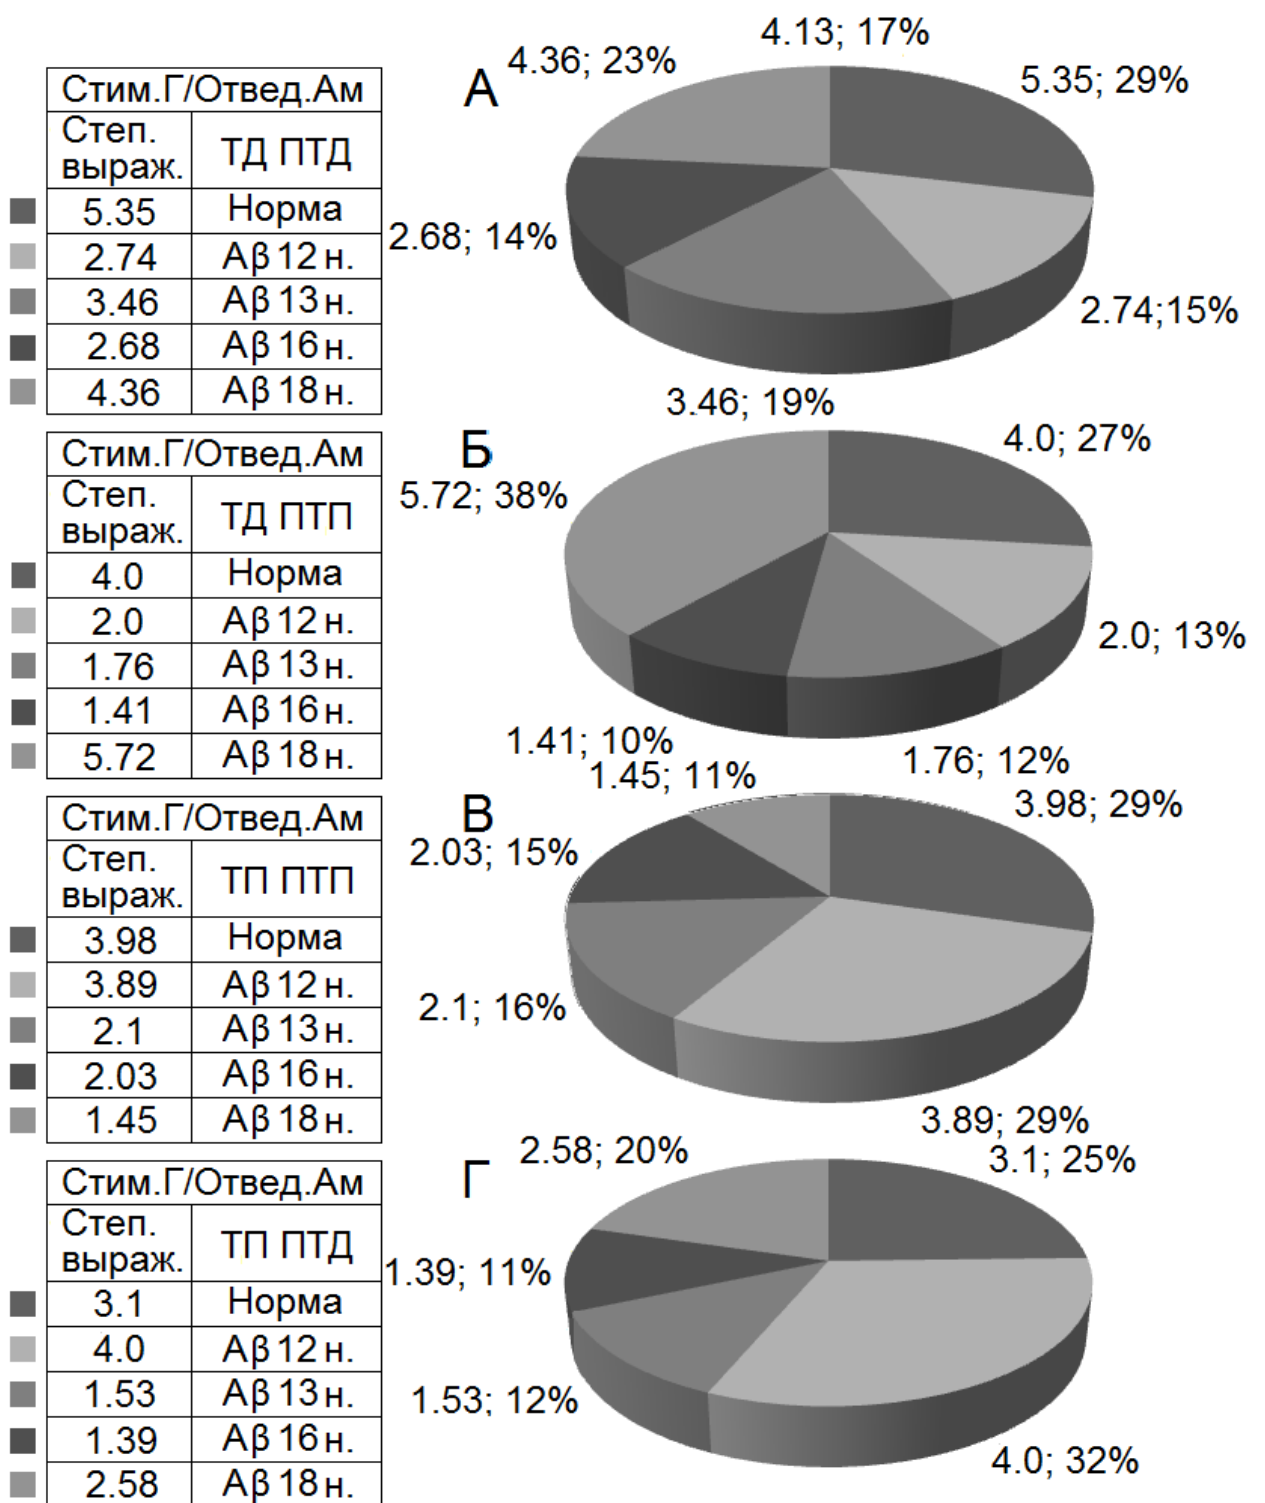 4.13; 17%
4.36; 23%
5.35; 29%
А
Стим.Г/Отвед.Ам
Степ. выраж. ТД ПТД
5.35 Норма
2.74 Аβ 12 н.
3.46 Аβ 13 н.
2.68 Аβ 16 н.
4.36 Аβ 18 н.
2.68; 14%
2.74;15%
3.46; 19%
Б
Стим.Г/Отвед.Ам
Степ. выраж. ТД ПТП
4.0 Норма
2.0 Аβ 12 н.
1.76 Аβ 13 н.
1.41 Аβ 16 н.
5.72 Аβ 18 н.
4.0; 27%
5.72; 38%
2.0; 13%
1.41; 10%
1.76; 12%
1.45; 11%
3.98; 29%
В
Стим.Г/Отвед.Ам
Степ. выраж. ТП ПТП
3.98 Норма
3.89 Аβ 12 н.
2.1 Аβ 13 н.
2.03 Аβ 16 н.
1.45 Аβ 18 н.
2.03; 15%
2.1; 16%
3.89; 29%
2.58; 20%
3.1; 25%
Г
Стим.Г/Отвед.Ам
Степ. выраж. ТП ПТД
3.1 Норма
4.0 Аβ 12 н.
1.53 Аβ 13 н.
1.39 Аβ 16 н.
2.58 Аβ 18 н.
1.39; 11%
1.53; 12%
4.0; 32%